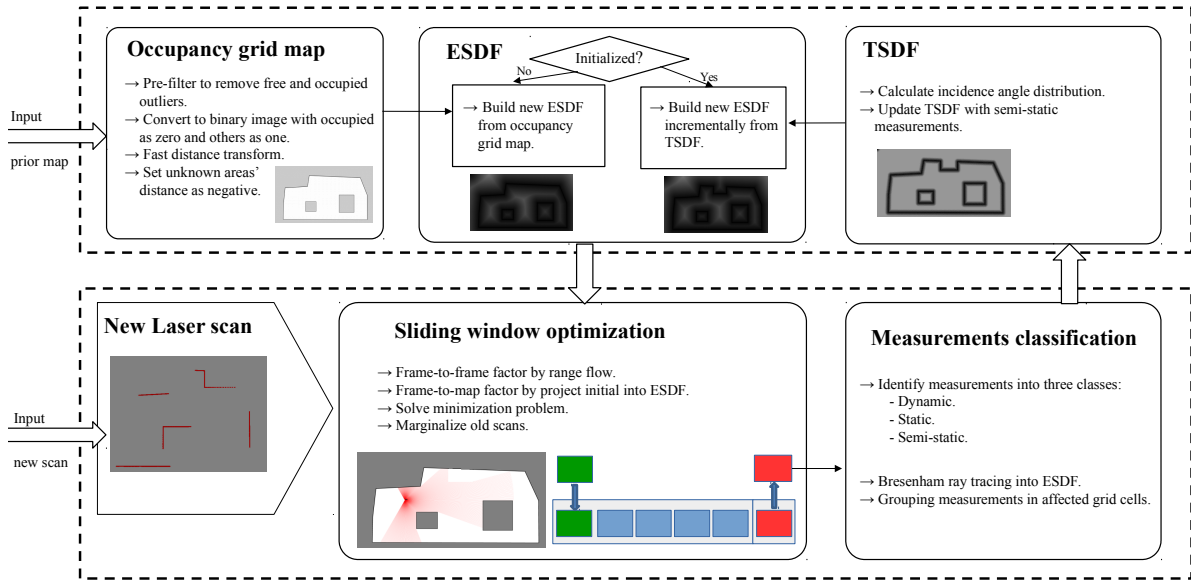 Input
prior map
Occupancy grid map
→ Pre-filter to remove free and occupied
outliers.
→ Convert to binary image with occupied
as zero and others as one.
→ Fast distance transform.
→ Set unknown areas’
distance as negative.
ESDF
Initialized?
No
Yes
→ Build new ESDF
from occupancy
grid map.
→ Build new ESDF
incrementally from
TSDF.
TSDF
→ Calculate incidence angle distribution.
→ Update TSDF with semi-static
measurements.
Input
new scan
New Laser scan
Sliding window optimization
→ Frame-to-frame factor by range flow.
→ Frame-to-map factor by project initial into ESDF.
→ Solve minimization problem.
→ Marginalize old scans.
Measurements classification
→ Identify measurements into three classes:
- Dynamic.
- Static.
- Semi-static.
→ Bresenham ray tracing into ESDF.
→ Grouping measurements in affected grid cells.